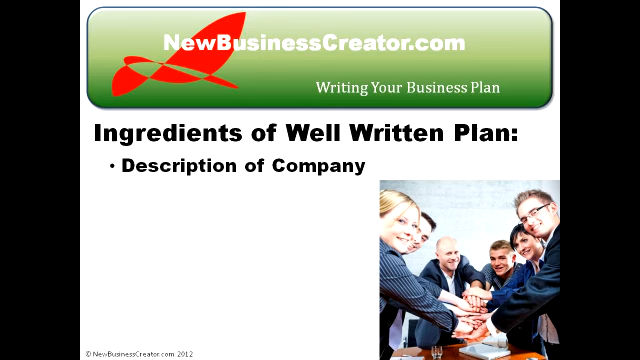 NewBusinessCreator.com
Writing Your Business Plan
Ingredients of Well Written Plan:
• Description of Company
© NewBusinessCreator.com 2012